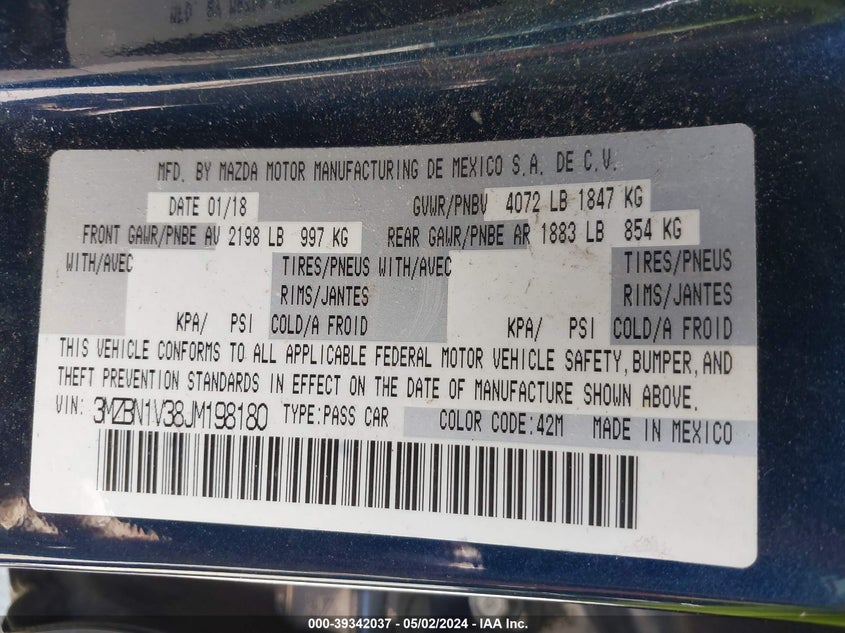 MFD. BY MAZDA MOTOR MANUFACTURING DE MEXICO S.A. DE C.V.
DATE 01/18 GVWR/PNBV 4072 LB 1847 KG
FRONT GAWR/PNBE AV 2198 LB 997 KG REAR GAWR/PNBE AR 1883 LB 854 KG
WITH/AVEC TIRES/PNEUS WITH/AVEC TIRES/PNEUS
RIMS/JANTES RIMS/JANTES
KPA/ PSI COLD/A FROID KPA/ PSI COLD/A FROID
THIS VEHICLE CONFORMS TO ALL APPLICABLE FEDERAL MOTOR VEHICLE SAFETY, BUMPER, AND
THEFT PREVENTION STANDARDS IN EFFECT ON THE DATE OF MANUFACTURE SHOWN ABOVE.
VIN: 3MZBN1V38JM198180 TYPE:PASS CAR COLOR CODE:42M MADE IN MEXICO
000-39342037 - 05/02/2024 - IAA Inc.